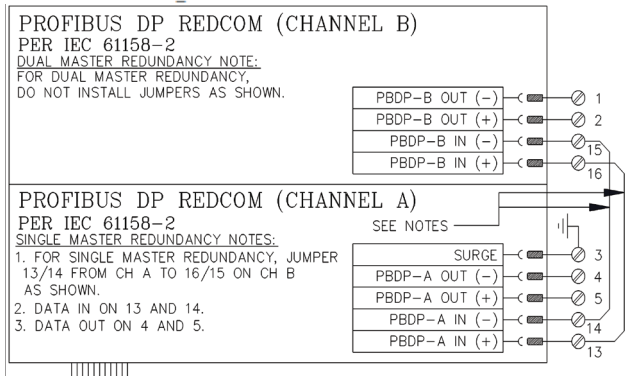 PROFIBUS DP REDCOM (CHANNEL B)
PER IEC 61158-2
DUAL MASTER REDUNDANCY NOTE:
FOR DUAL MASTER REDUNDANCY,
DO NOT INSTALL JUMPERS AS SHOWN.
PBDP-B OUT (-) 1
PBDP-B OUT (+) 2
PBDP-B IN (-) 15
PBDP-B IN (+) 16
PROFIBUS DP REDCOM (CHANNEL A)
PER IEC 61158-2
SEE NOTES
SINGLE MASTER REDUNDANCY NOTES:
1. FOR SINGLE MASTER REDUNDANCY, JUMPER
13/14 FROM CH A TO 16/15 ON CH B
AS SHOWN.
2. DATA IN ON 13 AND 14.
3. DATA OUT ON 4 AND 5.
SURGE 3
PBDP-A OUT (-) 4
PBDP-A OUT (+) 5
PBDP-A IN (-) 14
PBDP-A IN (+) 13